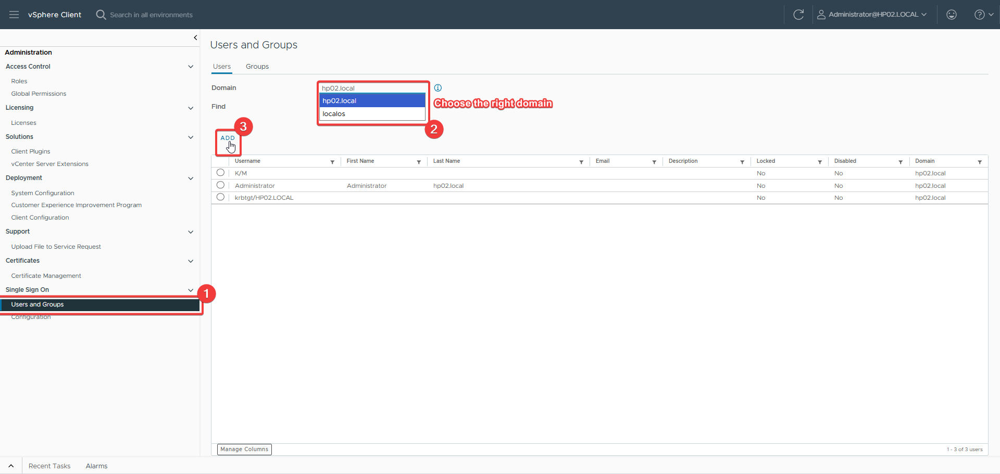 vSphere Client
Search in all environments
Administrator@HP02.LOCAL
Administration
Access Control
Roles
Global Permissions
Licensing
Licenses
Solutions
Client Plugins
vCenter Server Extensions
Deployment
System Configuration
Customer Experience Improvement Program
Client Configuration
Support
Upload File to Service Request
Certificates
Certificate Management
Single Sign On
1
Users and Groups
Configuration
Users and Groups
Users Groups
Domain hp02.local
hp02.local
Choose the right domain
Find
localos
3
2
ADD
Username First Name Last Name Email Description Locked Disabled Domain
K/M No No hp02.local
Administrator Administrator hp02.local No No hp02.local
krbtgt/HP02.LOCAL No No hp02.local
Manage Columns
1 - 3 of 3 users
Recent Tasks Alarms